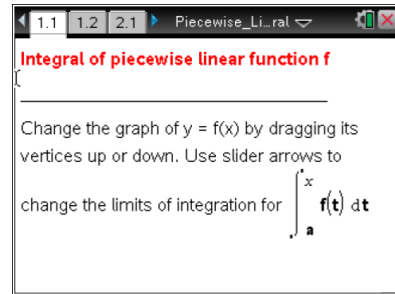 1.1 1.2 2.1 Piecewise_Li...ral
Integral of piecewise linear function f
Change the graph of y = f(x) by dragging its
vertices up or down. Use slider arrows to
change the limits of integration for ∫ₐˣ f(t) dt